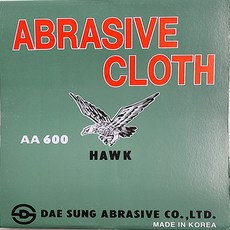 ABRASIVE
CLOTH
AA 600
HAWK
DAE SUNG ABRASIVE CO., LTD.
MADE IN KOREA